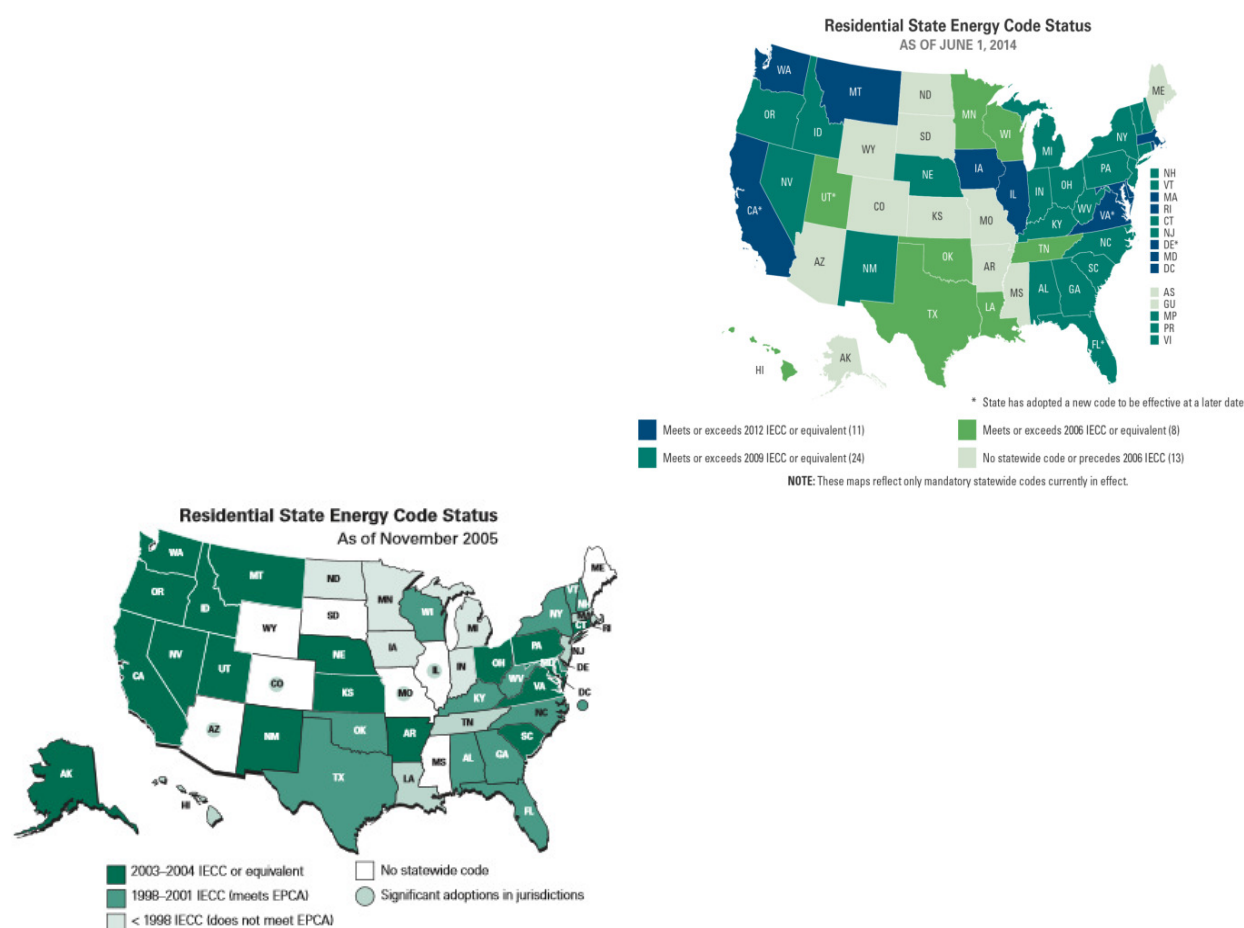 Residential State Energy Code Status
AS OF JUNE 1, 2014
WA
MT
ND
MN
ME
OR
ID
SD
WI
NY
WY
MI
NV
UT*
NE
IA
PA
CA*
CO
IL
IN
OH
WV
VA*
KS
MO
KY
NC
AZ
NM
OK
AR
TN
SC
TX
LA
MS
AL
GA
FL*
HI
AK
NH
VT
MA
RI
CT
NJ
DE*
MD
DC
AS
GU
MP
PR
VI
* State has adopted a new code to be effective at a later date
Meets or exceeds 2012 IECC or equivalent (11)
Meets or exceeds 2006 IECC or equivalent (8)
Meets or exceeds 2009 IECC or equivalent (24)
No statewide code or precedes 2006 IECC (13)
NOTE: These maps reflect only mandatory statewide codes currently in effect.
Residential State Energy Code Status
As of November 2005
WA
MT
ND
MN
ME
OR
ID
SD
WI
VT
NH
NY
WY
MI
CT
RI
NV
UT
NE
IA
PA
NJ
CA
CO
IL
IN
OH
DE
WV
VA
DC
KS
MO
KY
NC
AZ
NM
OK
AR
TN
SC
TX
LA
MS
AL
GA
FL
AK
HI
2003–2004 IECC or equivalent
No statewide code
1998–2001 IECC (meets EPCA)
Significant adoptions in jurisdictions
< 1998 IECC (does not meet EPCA)